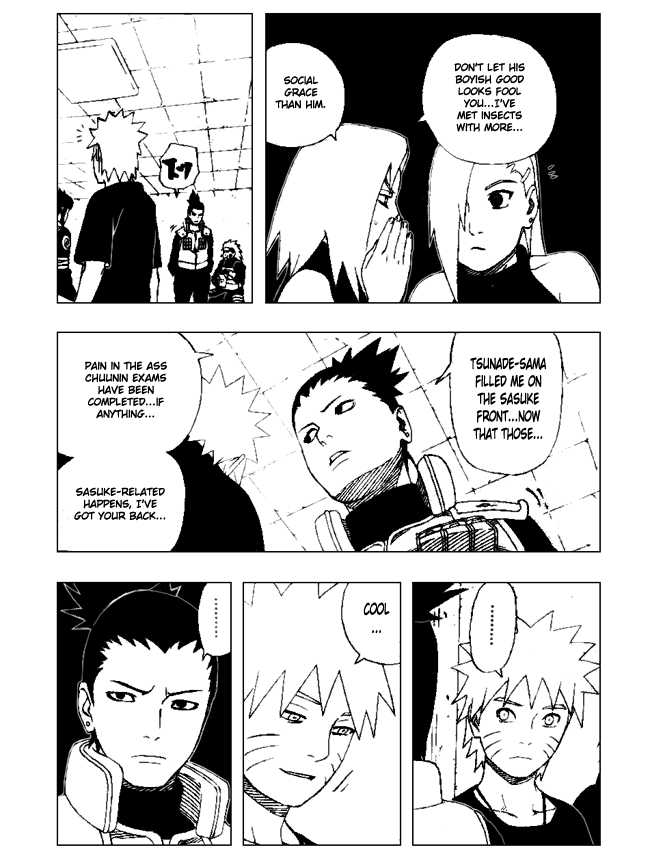 DON'T LET HIS
BOYISH GOOD
LOOKS FOOL
YOU...I'VE
MET INSECTS
WITH MORE...
SOCIAL
GRACE
THAN HIM.
TSUNADE-SAMA
FILLED ME ON
THE SASUKE
FRONT...NOW
THAT THOSE...
PAIN IN THE ASS
CHUUNIN EXAMS
HAVE BEEN
COMPLETED...IF
ANYTHING...
SASUKE-RELATED
HAPPENS, I'VE
GOT YOUR BACK...
COOL
...